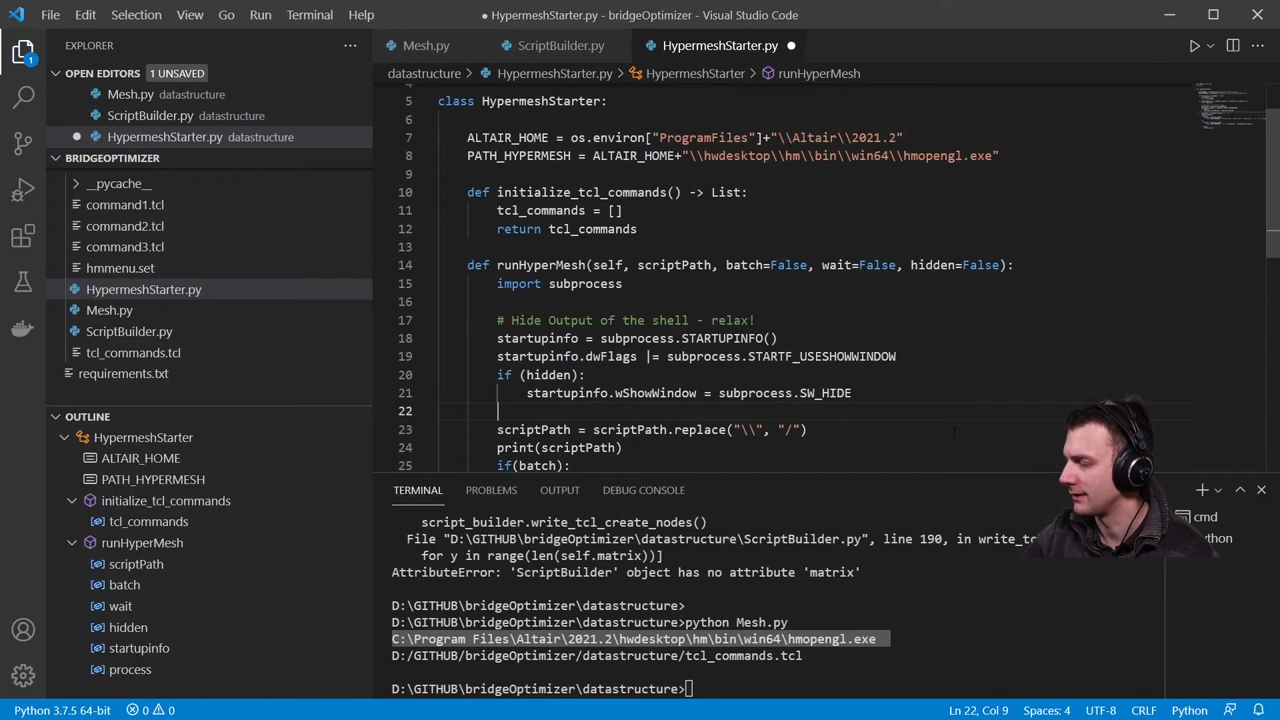 File Edit Selection View Go Run Terminal Help
● HypermeshStarter.py - bridgeOptimizer - Visual Studio Code
EXPLORER
1
OPEN EDITORS 1 UNSAVED
Mesh.py datastructure
ScriptBuilder.py datastructure
HypermeshStarter.py datastructure
BRIDGEOPTIMIZER
__pycache__
command1.tcl
command2.tcl
command3.tcl
hmmenu.set
HypermeshStarter.py
Mesh.py
ScriptBuilder.py
tcl_commands.tcl
requirements.txt
OUTLINE
HypermeshStarter
ALTAIR_HOME
PATH_HYPERMESH
initialize_tcl_commands
tcl_commands
runHyperMesh
scriptPath
batch
wait
hidden
startupinfo
process
Mesh.py ScriptBuilder.py HypermeshStarter.py
datastructure > HypermeshStarter.py > HypermeshStarter > runHyperMesh
4
5 class HypermeshStarter:
6
7 ALTAIR_HOME = os.environ["ProgramFiles"]+"\\Altair\\2021.2"
8 PATH_HYPERMESH = ALTAIR_HOME+"\\hwdesktop\\hm\\bin\\win64\\hmopengl.exe"
9
10 def initialize_tcl_commands() -> List:
11 tcl_commands = []
12 return tcl_commands
13
14 def runHyperMesh(self, scriptPath, batch=False, wait=False, hidden=False):
15 import subprocess
16
17 # Hide Output of the shell - relax!
18 startupinfo = subprocess.STARTUPINFO()
19 startupinfo.dwFlags |= subprocess.STARTF_USESHOWWINDOW
20 if (hidden):
21 startupinfo.wShowWindow = subprocess.SW_HIDE
22
23 scriptPath = scriptPath.replace("\\", "/")
24 print(scriptPath)
25 if(batch):
TERMINAL PROBLEMS OUTPUT DEBUG CONSOLE
script_builder.write_tcl_create_nodes()
File "D:\GITHUB\bridgeOptimizer\datastructure\ScriptBuilder.py", line 190, in write_tc
for y in range(len(self.matrix))]
AttributeError: 'ScriptBuilder' object has no attribute 'matrix'
D:\GITHUB\bridgeOptimizer\datastructure>
D:\GITHUB\bridgeOptimizer\datastructure>python Mesh.py
C:\Program Files\Altair\2021.2\hwdesktop\hm\bin\win64\hmopengl.exe
D:/GITHUB/bridgeOptimizer/datastructure/tcl_commands.tcl
D:\GITHUB\bridgeOptimizer\datastructure>
cmd
Python 3.7.5 64-bit 0 0 Ln 22, Col 9 Spaces: 4 UTF-8 CRLF Python